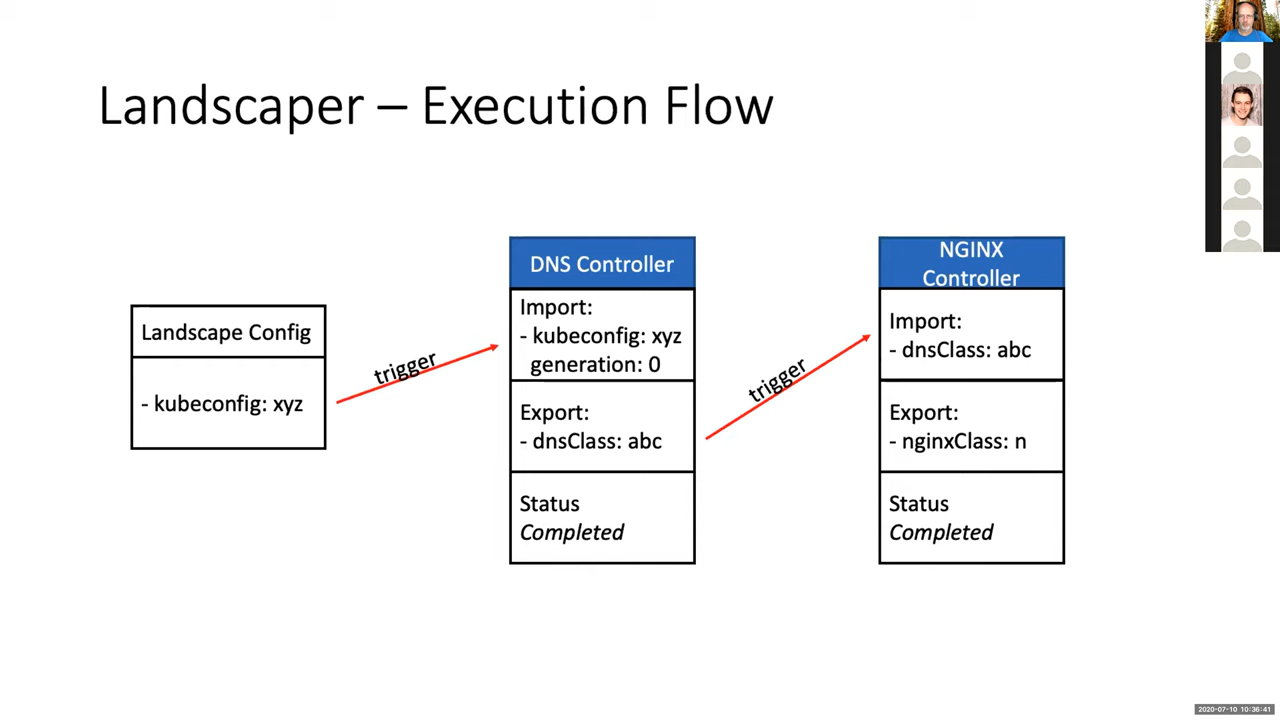 Landscaper – Execution Flow
Landscape Config
- kubeconfig: xyz
trigger
DNS Controller
Import:
- kubeconfig: xyz
generation: 0
Export:
- dnsClass: abc
Status
Completed
trigger
NGINX
Controller
Import:
- dnsClass: abc
Export:
- nginxClass: n
Status
Completed
2020-07-10 10:36:41